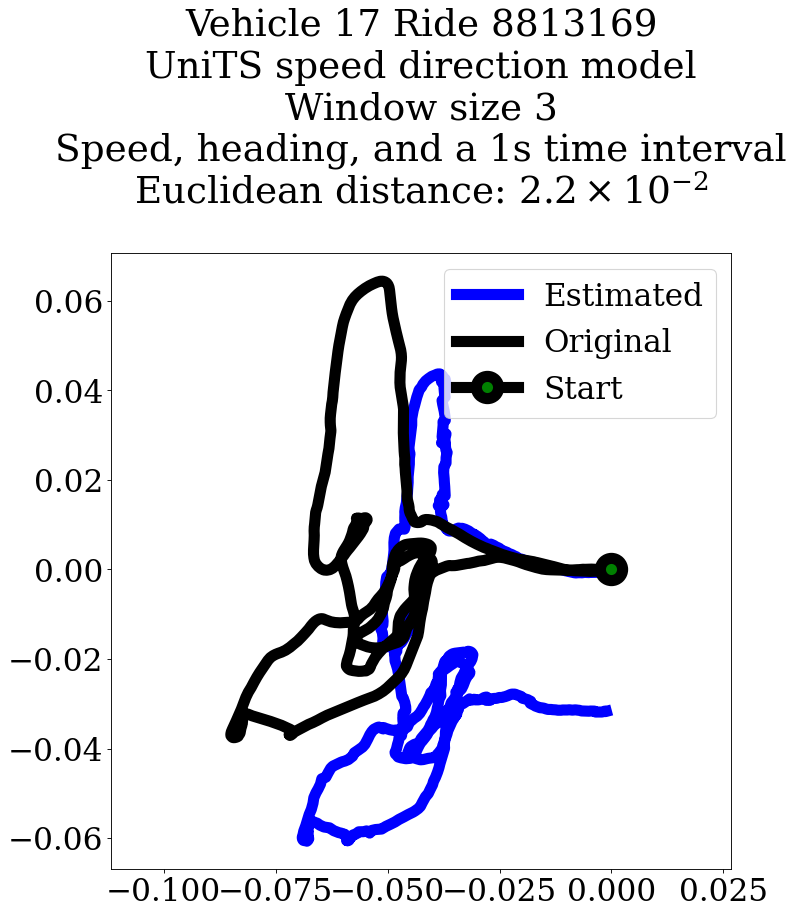 Vehicle 17 Ride 8813169
UniTS speed direction model
Window size 3
Speed, heading, and a 1s time interval
Euclidean distance: 2.2 × 10⁻²
Estimated
Original
Start
0.06
0.04
0.02
0.00
−0.02
−0.04
−0.06
−0.100 −0.075 −0.050 −0.025 0.000 0.025